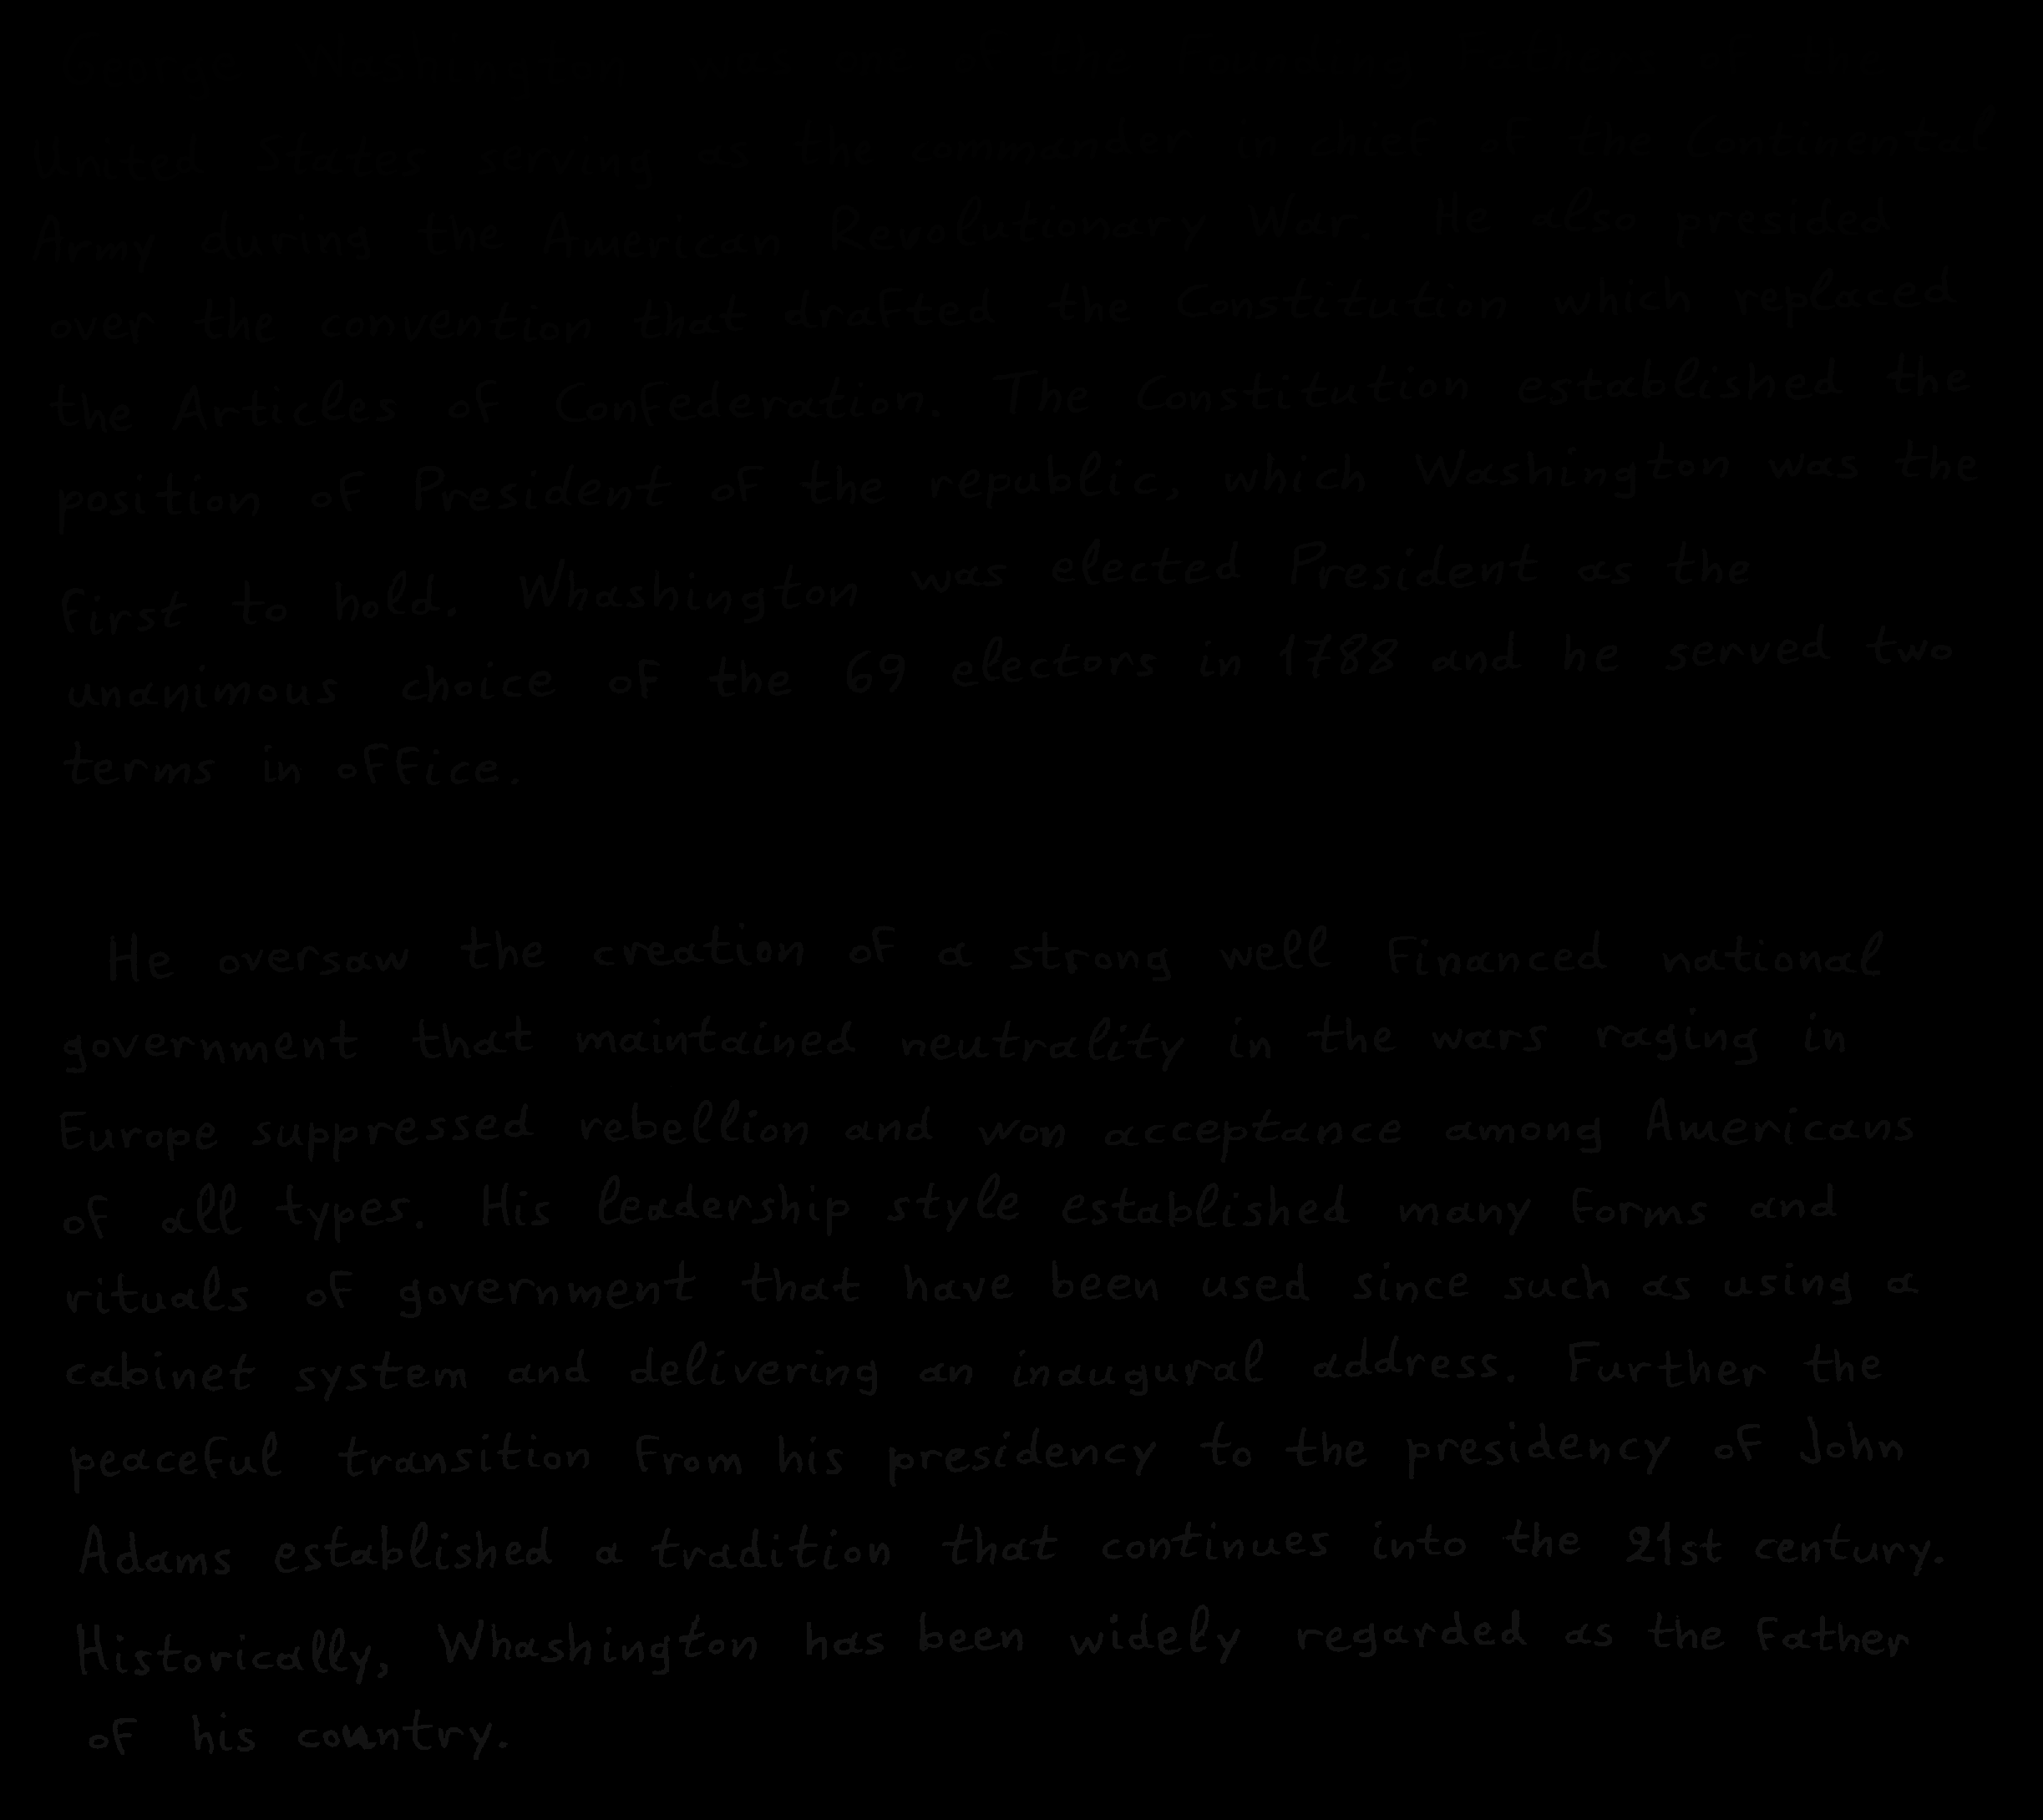 George Washington was one of the Founding Fathers of the
United States serving as the commander in chief of the Continental
Army during the American Revolutionary War. He also presided
over the convention that drafted the Constitution which replaced
the Articles of Confederation. The Constitution established the
position of President of the republic, which Washington was the
first to hold. Whashington was elected President as the
unanimous choice of the 69 electors in 1788 and he served two
terms in office.
He oversaw the creation of a strong well financed national
government that maintained neutrality in the wars raging in
Europe suppressed rebellion and won acceptance among Americans
of all types. His leadership style established many forms and
rituals of government that have been used since such as using a
cabinet system and delivering an inaugural address. Further the
peaceful transition from his presidency to the presidency of John
Adams established a tradition that continues into the 21st century.
Historically, Whashington has been widely regarded as the father
of his country.